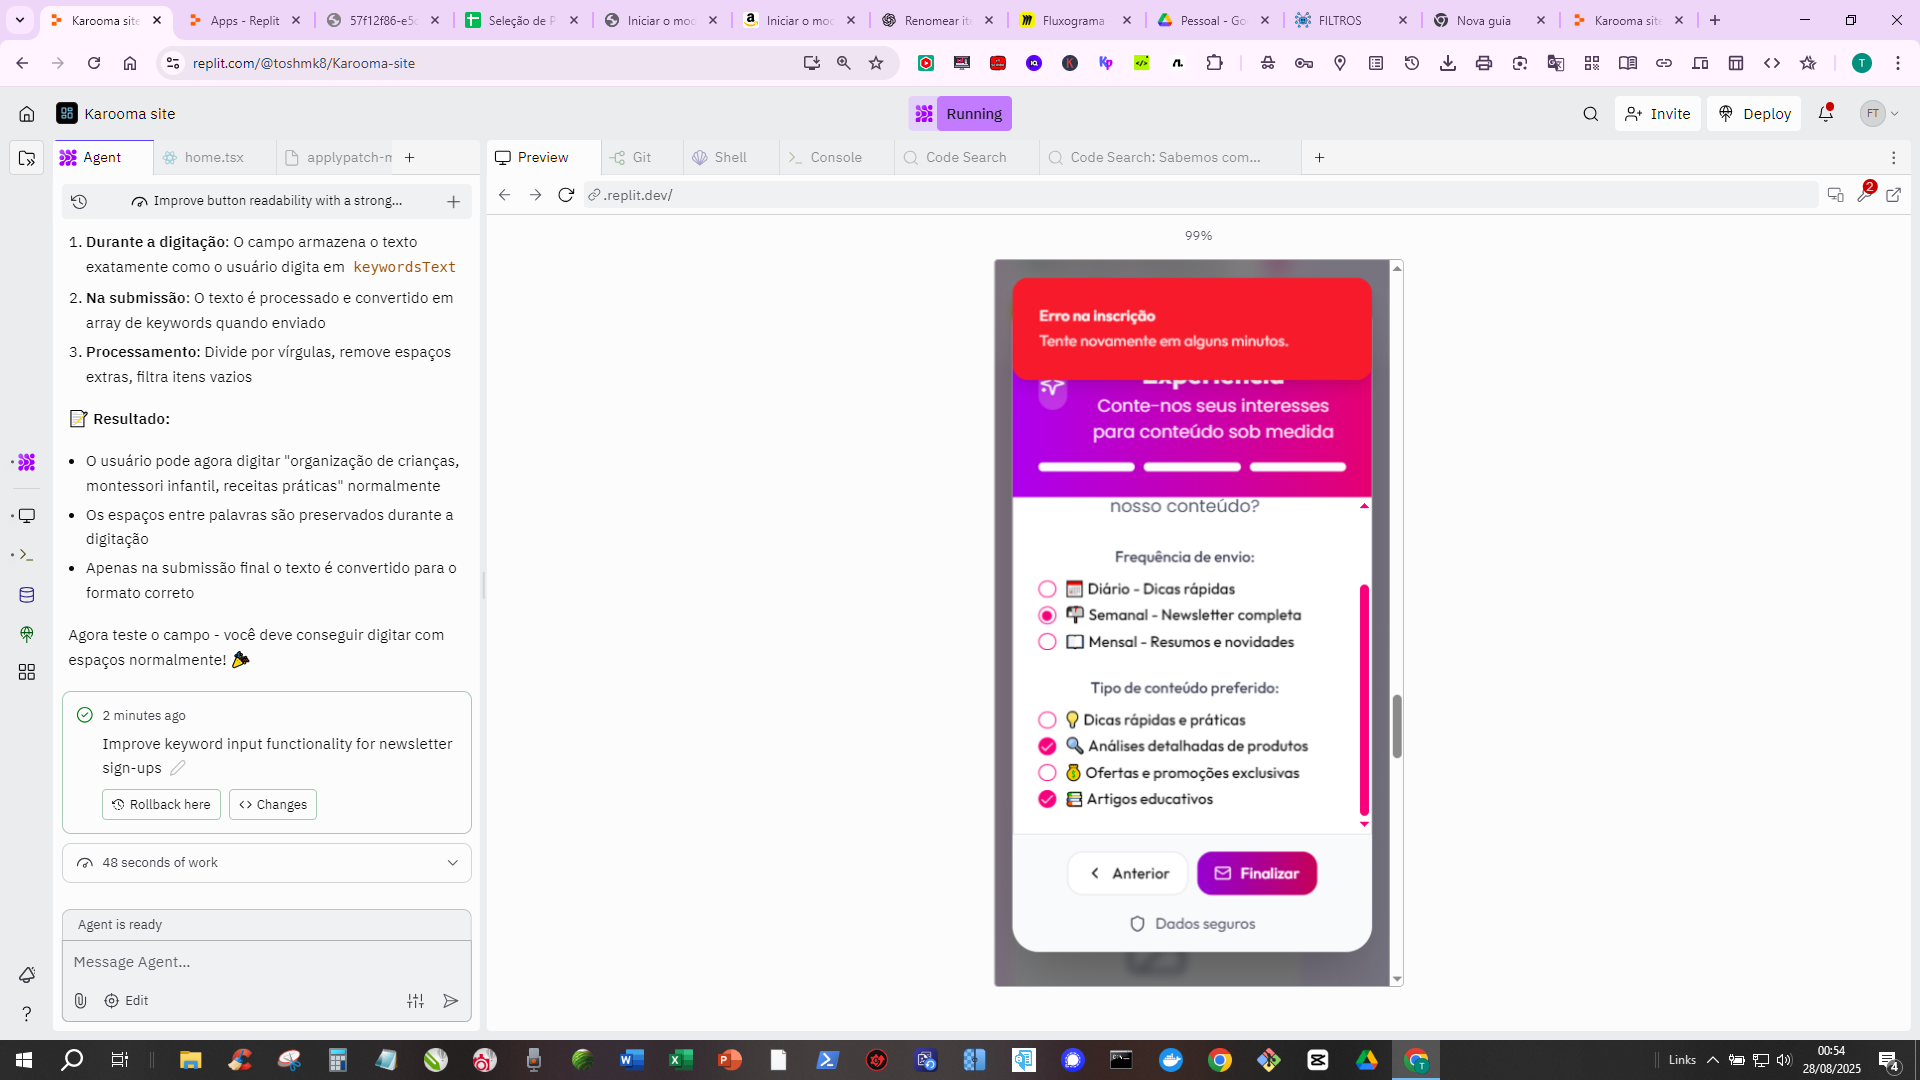 Karooma site
Apps - Replit
57f12f86-e5c
Seleção de P
Iniciar o moc
Iniciar o moc
Renomear ite
Fluxograma
Pessoal - Go
FILTROS
Nova guia
Karooma site
replit.com/@toshmk8/Karooma-site
T
Karooma site
Running
Invite
Deploy
FT
Agent
home.tsx
applypatch-n
Preview
Git
Shell
Console
Code Search
Code Search: Sabemos com...
Improve button readability with a strong...
.replit.dev/
2
99%
1. Durante a digitação: O campo armazena o texto
exatamente como o usuário digita em keywordsText
2. Na submissão: O texto é processado e convertido em
array de keywords quando enviado
3. Processamento: Divide por vírgulas, remove espaços
extras, filtra itens vazios
Resultado:
• O usuário pode agora digitar "organização de crianças,
montessori infantil, receitas práticas" normalmente
• Os espaços entre palavras são preservados durante a
digitação
• Apenas na submissão final o texto é convertido para o
formato correto
Agora teste o campo - você deve conseguir digitar com
espaços normalmente!
2 minutes ago
Improve keyword input functionality for newsletter
sign-ups
Rollback here
Changes
48 seconds of work
Agent is ready
Message Agent...
Edit
Erro na inscrição
Tente novamente em alguns minutos.
Experiência
Conte-nos seus interesses
para conteúdo sob medida
nosso conteúdo?
Frequência de envio:
Diário - Dicas rápidas
Semanal - Newsletter completa
Mensal - Resumos e novidades
Tipo de conteúdo preferido:
Dicas rápidas e práticas
Análises detalhadas de produtos
Ofertas e promoções exclusivas
Artigos educativos
Anterior
Finalizar
Dados seguros
Links
00:54
28/08/2025
4